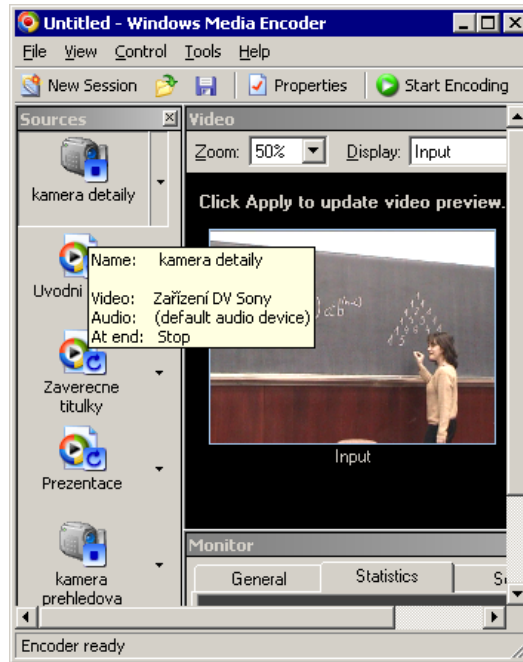 Untitled - Windows Media Encoder
File View Control Tools Help
New Session Properties Start Encoding
Sources
Video
Zoom: 50% Display: Input
kamera detaily
Click Apply to update video preview.
Uvodni
Name: kamera detaily
Video: Zařízení DV Sony
Audio: (default audio device)
At end: Stop
Zaverecne
titulky
Input
Prezentace
Monitor
General Statistics
kamera
prehledova
Encoder ready